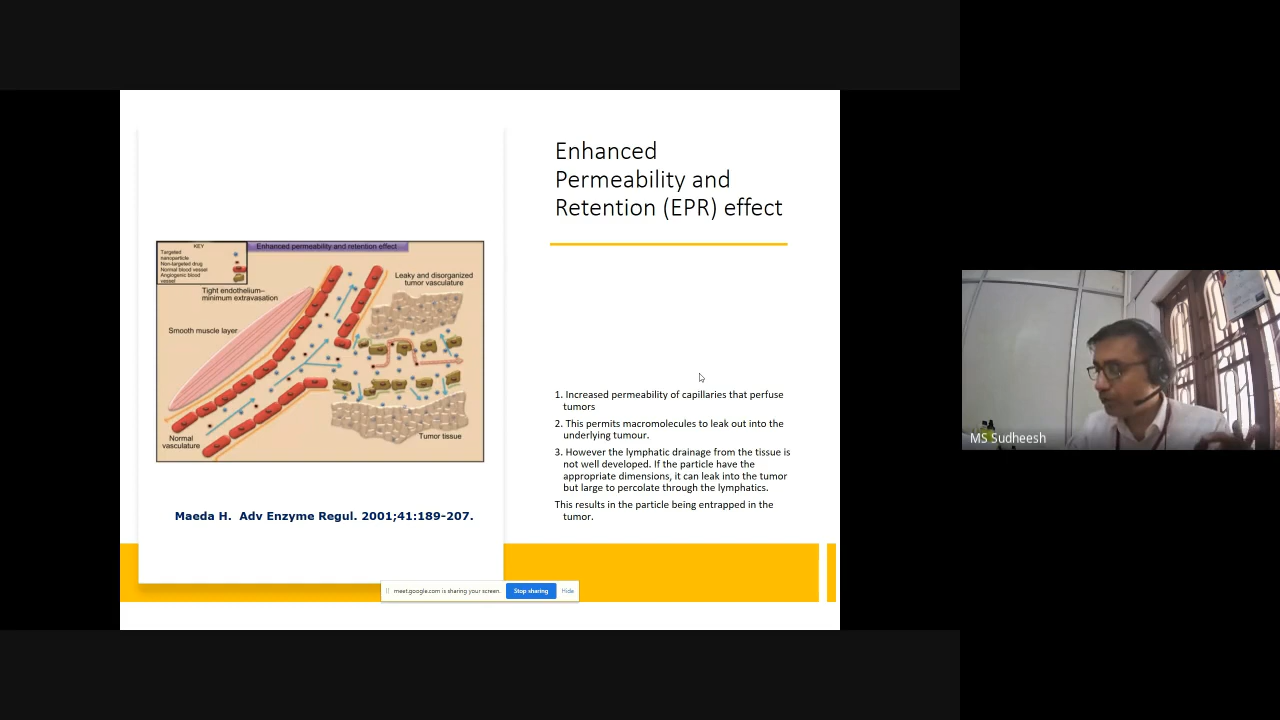 Enhanced
Permeability and
Retention (EPR) effect
KEY
Targeted
nanoparticle
Non-targeted drug
Normal blood vessel
Angiogenic blood
vessel
Enhanced permeability and retention effect
Tight endothelium–
minimum extravasation
Leaky and disorganized
tumor vasculature
Smooth muscle layer
Normal
vasculature
Tumor tissue
Maeda H. Adv Enzyme Regul. 2001;41:189-207.
1. Increased permeability of capillaries that perfuse
tumors
2. This permits macromolecules to leak out into the
underlying tumour.
3. However the lymphatic drainage from the tissue is
not well developed. If the particle have the
appropriate dimensions, it can leak into the tumor
but large to percolate through the lymphatics.
This results in the particle being entrapped in the
tumor.
meet.google.com is sharing your screen.
Stop sharing
Hide
MS Sudheesh